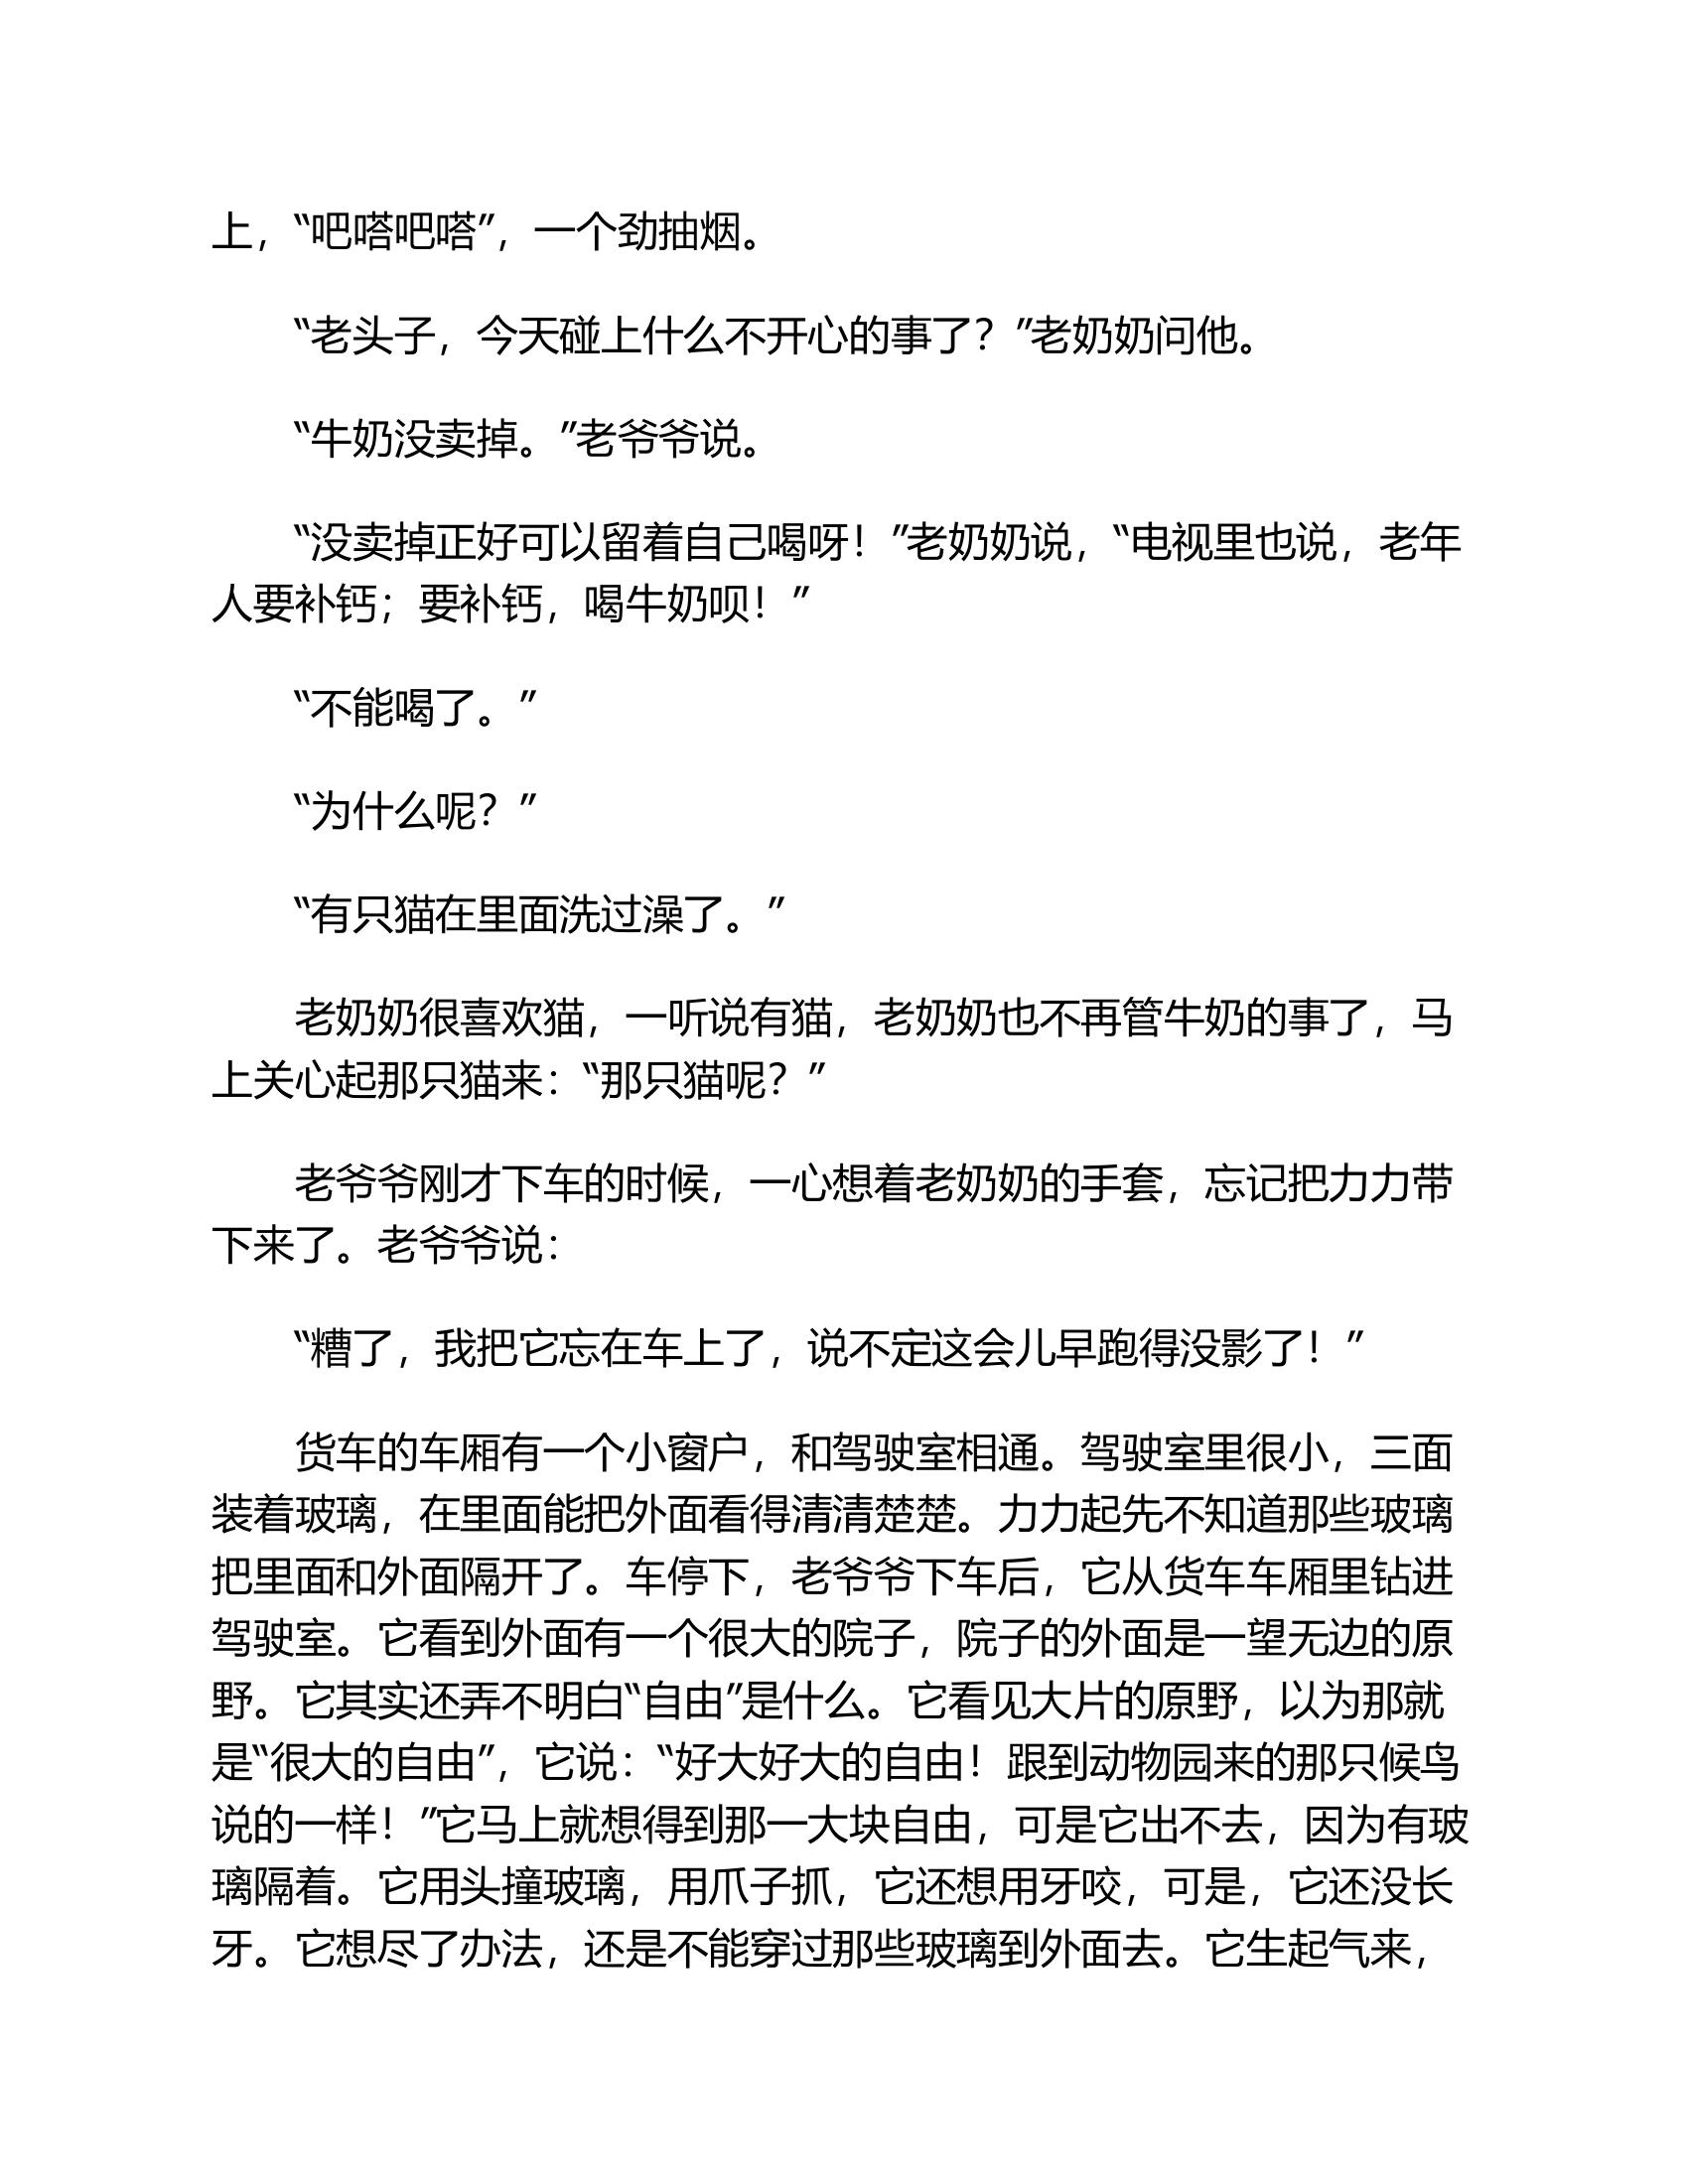 上，“吧嗒吧嗒”，一个劲抽烟。
“老头子，今天碰上什么不开心的事了？”老奶奶问他。
“牛奶没卖掉。”老爷爷说。
“没卖掉正好可以留着自己喝呀！”老奶奶说，“电视里也说，老年
人要补钙；要补钙，喝牛奶呗！”
“不能喝了。”
“为什么呢？”
“有只猫在里面洗过澡了。”
老奶奶很喜欢猫，一听说有猫，老奶奶也不再管牛奶的事了，马
上关心起那只猫来：“那只猫呢？”
老爷爷刚才下车的时候，一心想着老奶奶的手套，忘记把力力带
下来了。老爷爷说：
“糟了，我把它忘在车上了，说不定这会儿早跑得没影了！”
货车的车厢有一个小窗户，和驾驶室相通。驾驶室里很小，三面
装着玻璃，在里面能把外面看得清清楚楚。力力起先不知道那些玻璃
把里面和外面隔开了。车停下，老爷爷下车后，它从货车车厢里钻进
驾驶室。它看到外面有一个很大的院子，院子的外面是一望无边的原
野。它其实还弄不明白“自由”是什么。它看见大片的原野，以为那就
是“很大的自由”，它说：“好大好大的自由！跟到动物园来的那只候鸟
说的一样！”它马上就想得到那一大块自由，可是它出不去，因为有玻
璃隔着。它用头撞玻璃，用爪子抓，它还想用牙咬，可是，它还没长
牙。它想尽了办法，还是不能穿过那些玻璃到外面去。它生起气来，